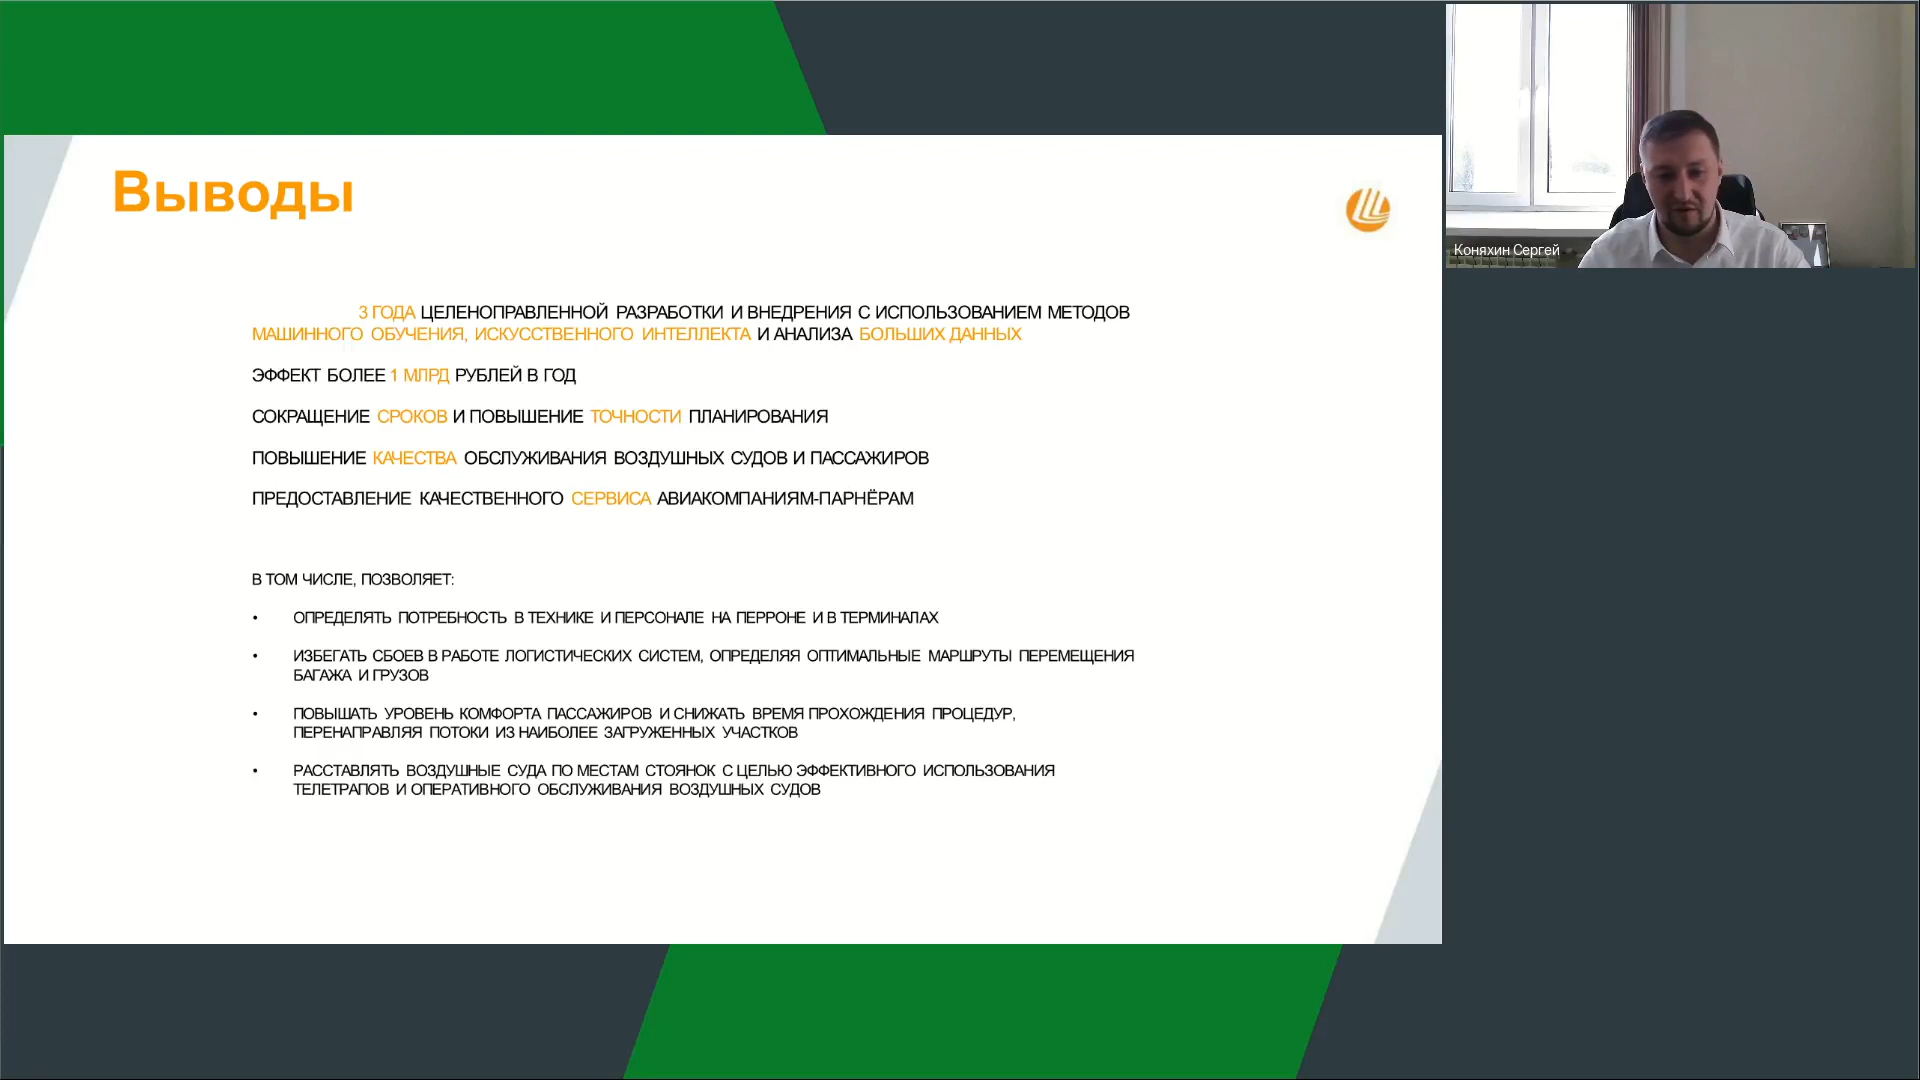 Выводы
3 ГОДА ЦЕЛЕНОПРАВЛЕННОЙ РАЗРАБОТКИ И ВНЕДРЕНИЯ С ИСПОЛЬЗОВАНИЕМ МЕТОДОВ
МАШИННОГО ОБУЧЕНИЯ, ИСКУССТВЕННОГО ИНТЕЛЛЕКТА И АНАЛИЗА БОЛЬШИХ ДАННЫХ
ЭФФЕКТ БОЛЕЕ 1 МЛРД РУБЛЕЙ В ГОД
СОКРАЩЕНИЕ СРОКОВ И ПОВЫШЕНИЕ ТОЧНОСТИ ПЛАНИРОВАНИЯ
ПОВЫШЕНИЕ КАЧЕСТВА ОБСЛУЖИВАНИЯ ВОЗДУШНЫХ СУДОВ И ПАССАЖИРОВ
ПРЕДОСТАВЛЕНИЕ КАЧЕСТВЕННОГО СЕРВИСА АВИАКОМПАНИЯМ-ПАРНЁРАМ
В ТОМ ЧИСЛЕ, ПОЗВОЛЯЕТ:
• ОПРЕДЕЛЯТЬ ПОТРЕБНОСТЬ В ТЕХНИКЕ И ПЕРСОНАЛЕ НА ПЕРРОНЕ И В ТЕРМИНАЛАХ
• ИЗБЕГАТЬ СБОЕВ В РАБОТЕ ЛОГИСТИЧЕСКИХ СИСТЕМ, ОПРЕДЕЛЯЯ ОПТИМАЛЬНЫЕ МАРШРУТЫ ПЕРЕМЕЩЕНИЯ
БАГАЖА И ГРУЗОВ
• ПОВЫШАТЬ УРОВЕНЬ КОМФОРТА ПАССАЖИРОВ И СНИЖАТЬ ВРЕМЯ ПРОХОЖДЕНИЯ ПРОЦЕДУР,
ПЕРЕНАПРАВЛЯЯ ПОТОКИ ИЗ НАИБОЛЕЕ ЗАГРУЖЕННЫХ УЧАСТКОВ
• РАССТАВЛЯТЬ ВОЗДУШНЫЕ СУДА ПО МЕСТАМ СТОЯНОК С ЦЕЛЬЮ ЭФФЕКТИВНОГО ИСПОЛЬЗОВАНИЯ
ТЕЛЕТРАПОВ И ОПЕРАТИВНОГО ОБСЛУЖИВАНИЯ ВОЗДУШНЫХ СУДОВ
Коняхин Сергей